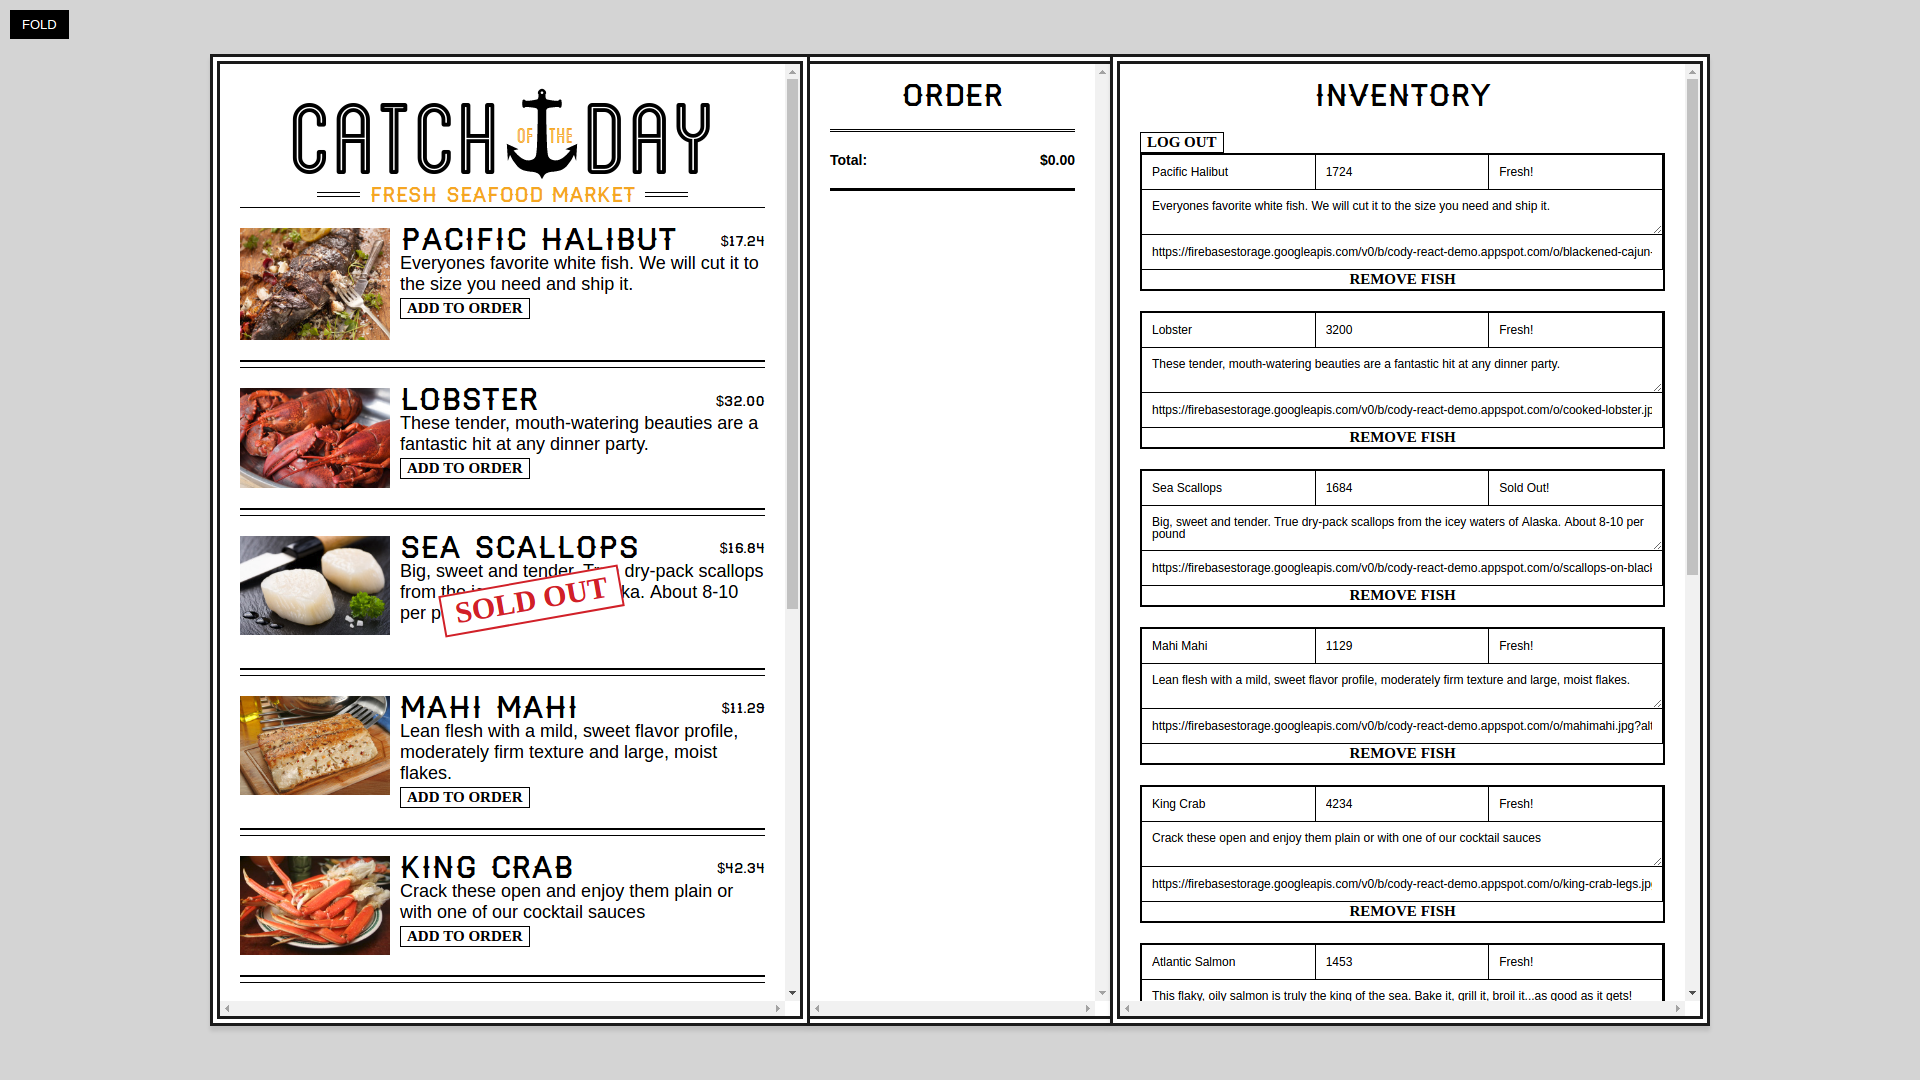 FOLD
CATCH OF THE DAY
FRESH SEAFOOD MARKET
PACIFIC HALIBUT $17.24
Everyones favorite white fish. We will cut it to
the size you need and ship it.
ADD TO ORDER
LOBSTER $32.00
These tender, mouth-watering beauties are a
fantastic hit at any dinner party.
ADD TO ORDER
SEA SCALLOPS $16.84
Big, sweet and tender. dry-pack scallops
from About 8-10
per
SOLD OUT
MAHI MAHI $11.29
Lean flesh with a mild, sweet flavor profile,
moderately firm texture and large, moist
flakes.
ADD TO ORDER
KING CRAB $42.34
Crack these open and enjoy them plain or
with one of our cocktail sauces
ADD TO ORDER
ORDER
Total: $0.00
INVENTORY
LOG OUT
Pacific Halibut 1724 Fresh!
Everyones favorite white fish. We will cut it to the size you need and ship it.
https://firebasestorage.googleapis.com/v0/b/cody-react-demo.appspot.com/o/blackened-cajun-
REMOVE FISH
Lobster 3200 Fresh!
These tender, mouth-watering beauties are a fantastic hit at any dinner party.
https://firebasestorage.googleapis.com/v0/b/cody-react-demo.appspot.com/o/cooked-lobster.jp
REMOVE FISH
Sea Scallops 1684 Sold Out!
Big, sweet and tender. True dry-pack scallops from the icey waters of Alaska. About 8-10 per
pound
https://firebasestorage.googleapis.com/v0/b/cody-react-demo.appspot.com/o/scallops-on-black
REMOVE FISH
Mahi Mahi 1129 Fresh!
Lean flesh with a mild, sweet flavor profile, moderately firm texture and large, moist flakes.
https://firebasestorage.googleapis.com/v0/b/cody-react-demo.appspot.com/o/mahimahi.jpg?alt
REMOVE FISH
King Crab 4234 Fresh!
Crack these open and enjoy them plain or with one of our cocktail sauces
https://firebasestorage.googleapis.com/v0/b/cody-react-demo.appspot.com/o/king-crab-legs.jp
REMOVE FISH
Atlantic Salmon 1453 Fresh!
This flaky, oily salmon is truly the king of the sea. Bake it, grill it, broil it...as good as it gets!